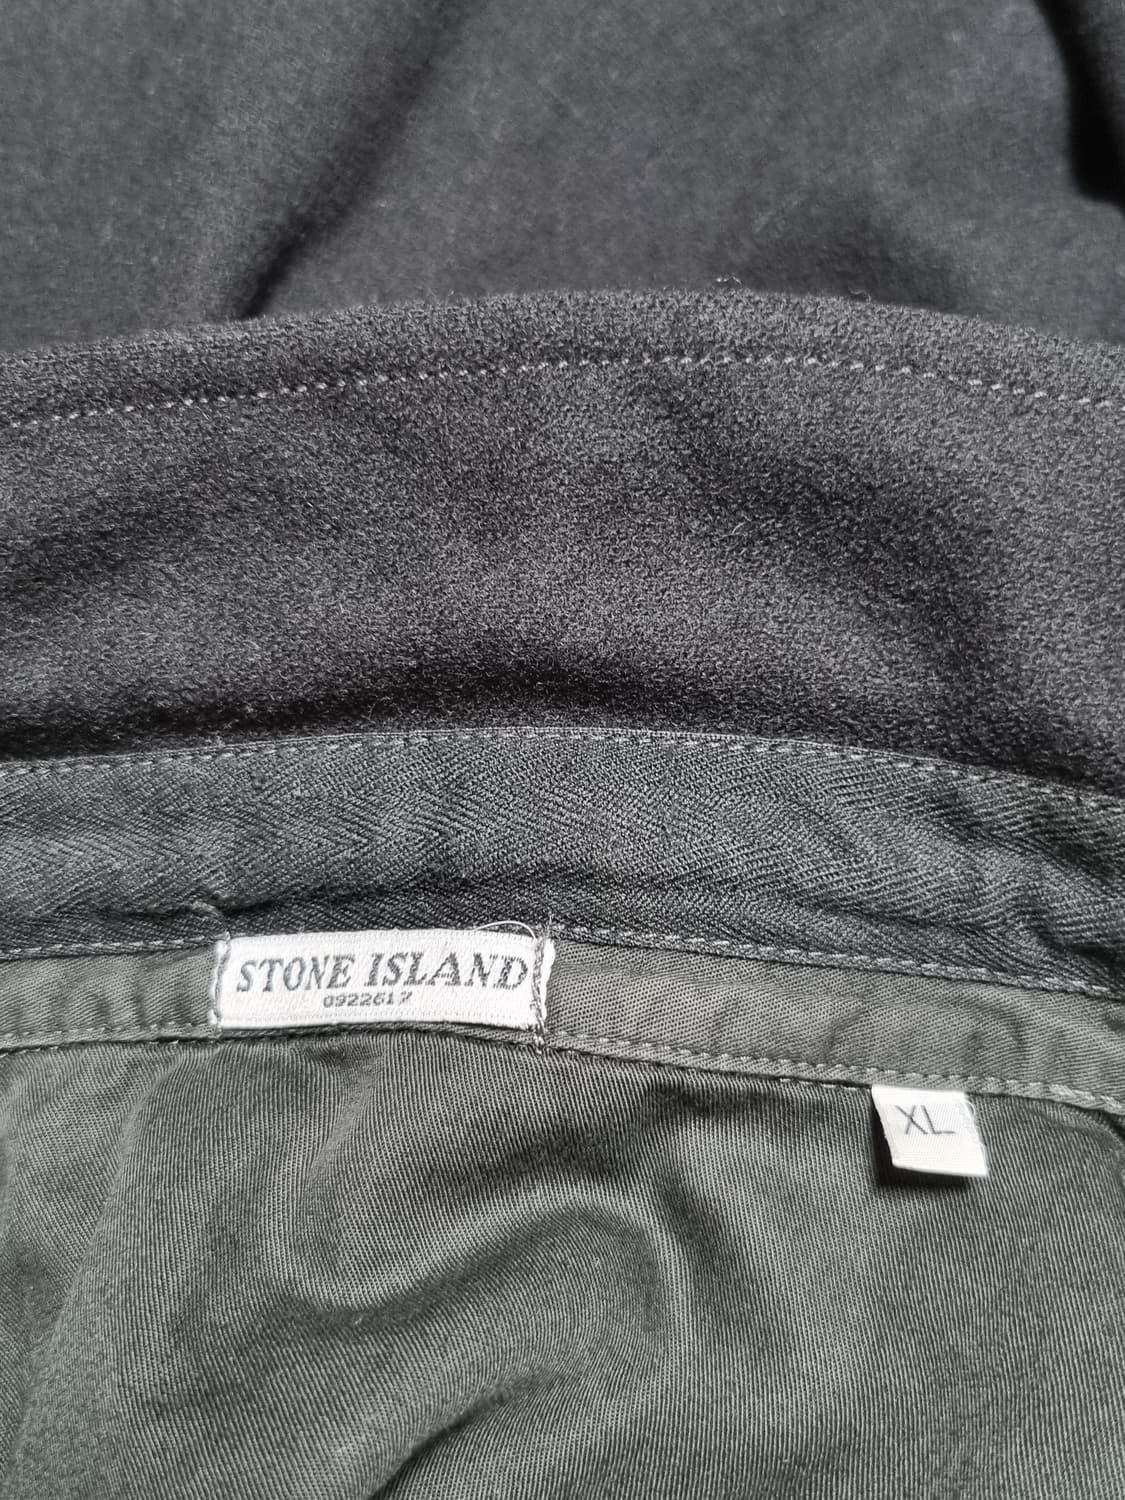 STONE ISLAND
0922617
XL